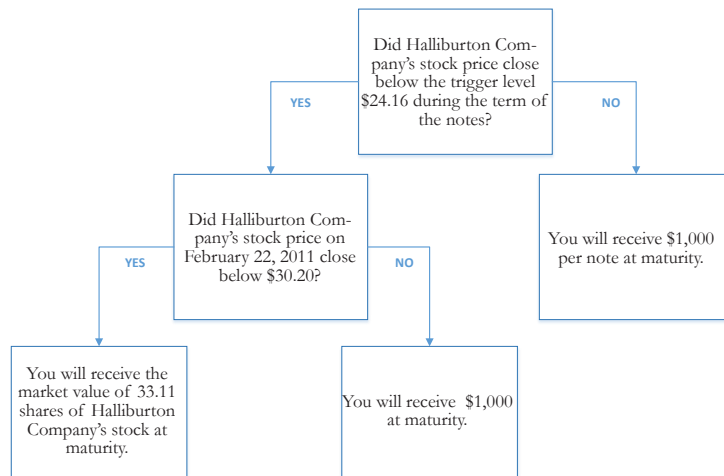 Did Halliburton Com-
pany's stock price close
below the trigger level
$24.16 during the term of
the notes?
YES
NO
Did Halliburton Com-
pany's stock price on
February 22, 2011 close
below $30.20?
You will receive $1,000
per note at maturity.
YES
NO
You will receive the
market value of 33.11
shares of Halliburton
Company's stock at
maturity.
You will receive $1,000
at maturity.